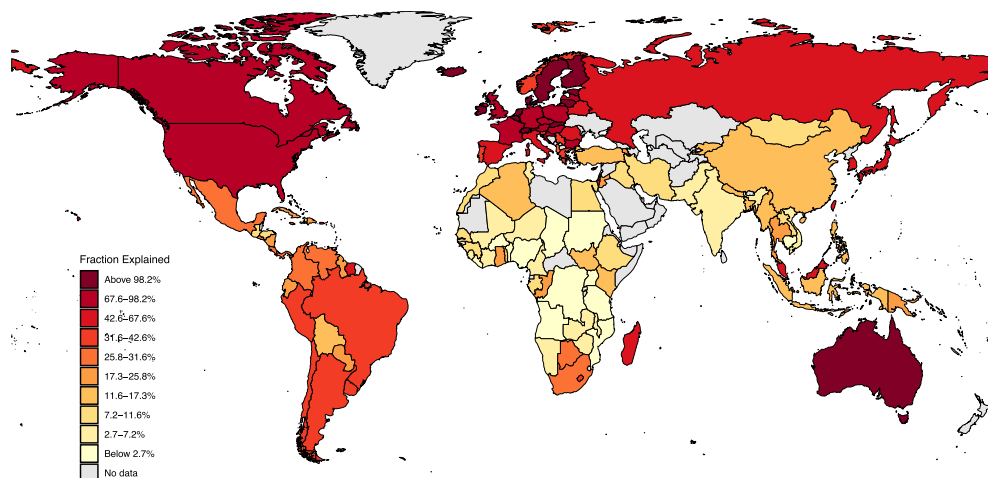 Fraction Explained
Above 98.2%
67.6–98.2%
42.6–67.6%
31.6–42.6%
25.8–31.6%
17.3–25.8%
11.6–17.3%
7.2–11.6%
2.7–7.2%
Below 2.7%
No data